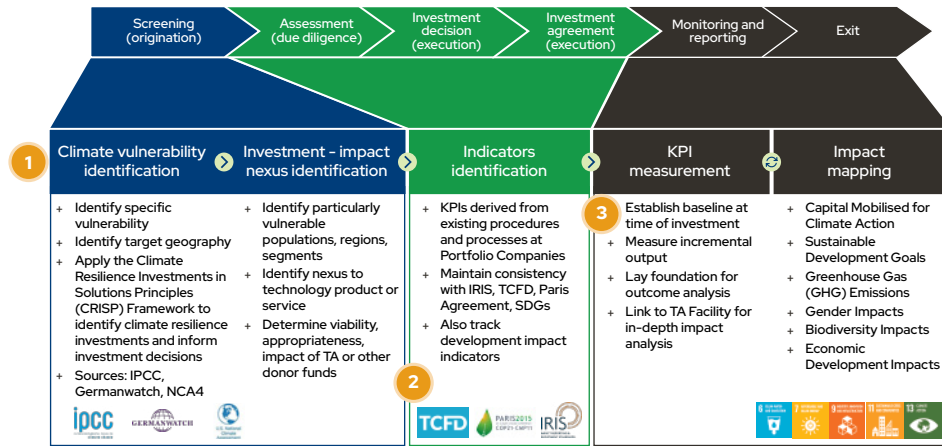 Screening
(origination)
Assessment
(due diligence)
Investment
decision
(execution)
Investment
agreement
(execution)
Monitoring and
reporting
Exit
1
Climate vulnerability
identification
Investment - impact
nexus identification
Indicators
identification
KPI
measurement
Impact
mapping
+ Identify specific
vulnerability
+ Identify target geography
+ Apply the Climate
Resilience Investments in
Solutions Principles
(CRISP) Framework to
identify climate resilience
investments and inform
investment decisions
+ Sources: IPCC,
Germanwatch, NCA4
ipcc
GERMANWATCH
+ Identify particularly
vulnerable
populations, regions,
segments
+ Identify nexus to
technology product or
service
+ Determine viability,
appropriateness,
impact of TA or other
donor funds
2
+ KPIs derived from
existing procedures
and processes at
Portfolio Companies
+ Maintain consistency
with IRIS, TCFD, Paris
Agreement, SDGs
+ Also track
development impact
indicators
TCFD
PARIS2015
COP21·CMP11
IRIS
3
Establish baseline at
time of investment
+ Measure incremental
output
+ Lay foundation for
outcome analysis
+ Link to TA Facility for
in-depth impact
analysis
+ Capital Mobilised for
Climate Action
+ Sustainable
Development Goals
+ Greenhouse Gas
(GHG) Emissions
+ Gender Impacts
+ Biodiversity Impacts
+ Economic
Development Impacts
6
7
9
11
13